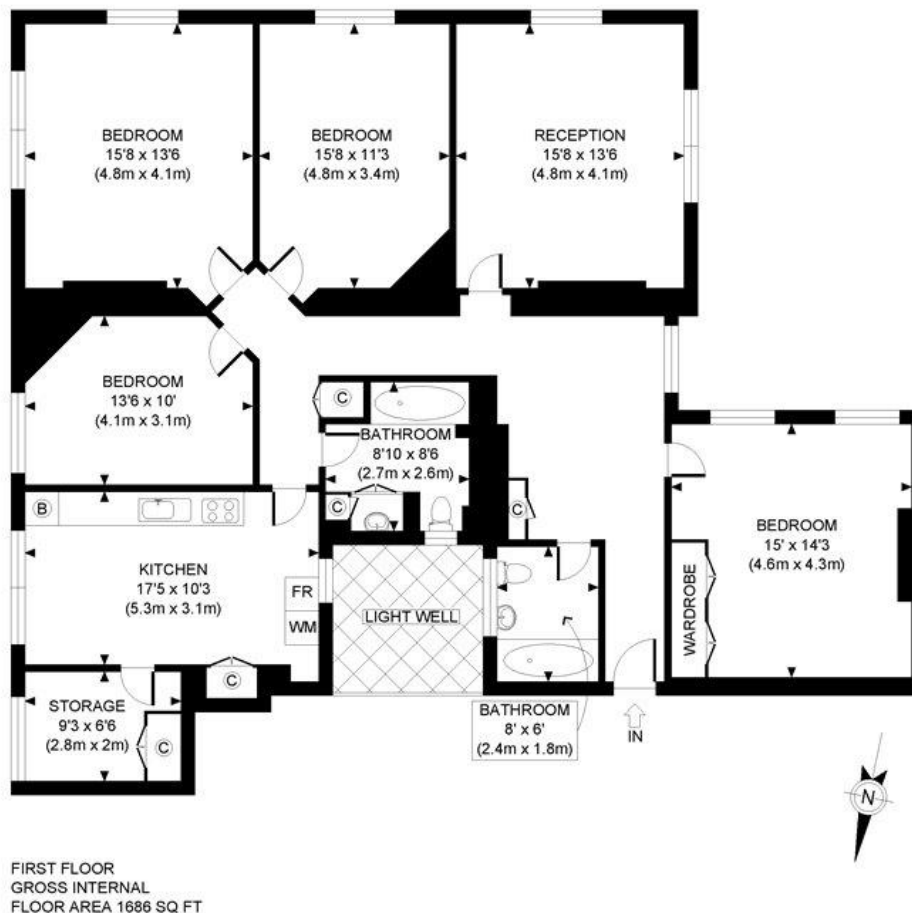 BEDROOM
15'8 x 13'6
(4.8m x 4.1m)
BEDROOM
15'8 x 11'3
(4.8m x 3.4m)
RECEPTION
15'8 x 13'6
(4.8m x 4.1m)
BEDROOM
13'6 x 10'
(4.1m x 3.1m)
C
BATHROOM
8'10 x 8'6
(2.7m x 2.6m)
C
C
B
KITCHEN
17'5 x 10'3
(5.3m x 3.1m)
FR
WM
C
LIGHT WELL
BEDROOM
15' x 14'3
(4.6m x 4.3m)
WARDROBE
STORAGE
9'3 x 6'6
(2.8m x 2m)
C
BATHROOM
8' x 6'
(2.4m x 1.8m)
IN
N
FIRST FLOOR
GROSS INTERNAL
FLOOR AREA 1686 SQ FT